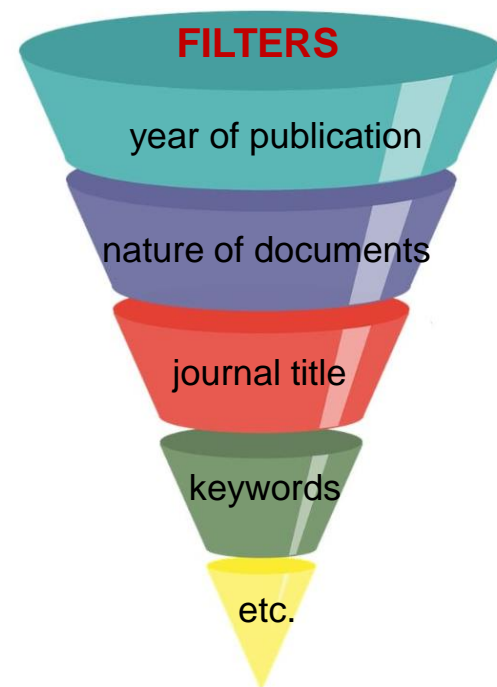 FILTERS
year of publication
nature of documents
journal title
keywords
etc.